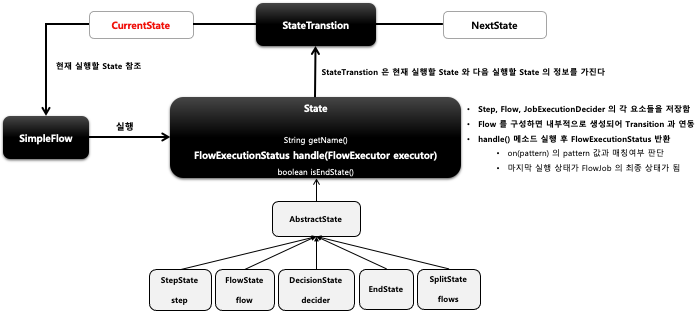 CurrentState
StateTranstion
NextState
현재 실행할 State 참조
StateTranstion 은 현재 실행할 State 와 다음 실행할 State 의 정보를 가진다
SimpleFlow
실행
State
String getName()
FlowExecutionStatus handle(FlowExecutor executor)
boolean isEndState()
• Step, Flow, JobExecutionDecider 의 각 요소들을 저장함
• Flow 를 구성하면 내부적으로 생성되어 Transition 과 연동
• handle() 메소드 실행 후 FlowExecutionStatus 반환
• on(pattern) 의 pattern 값과 매칭여부 판단
• 마지막 실행 상태가 FlowJob 의 최종 상태가 됨
AbstractState
StepState
step
FlowState
flow
DecisionState
decider
EndState
SplitState
flows